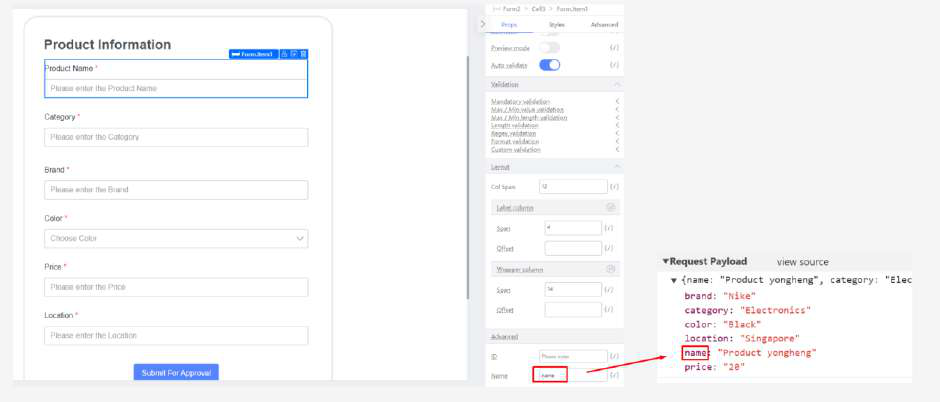 Product Information
Form.Item1
Product Name *
Please enter the Product Name
Category *
Please enter the Category
Brand *
Please enter the Brand
Color *
Choose Color
Price *
Please enter the Price
Location *
Please enter the Location
Submit For Approval
Form2 > Cell3 > Form.Item1
Props Styles Advanced
Preview mode {/}
Auto validate {/}
Validation
Mandatory validation
Max / Min value validation
Max / Min length validation
Length validation
Regex validation
Format validation
Custom validation
Layout
Col Span 12 {/}
Label column
Span 4 {/}
Offset {/}
Wrapper column
Span 14 {/}
Offset {/}
Advanced
ID Please enter {/}
Name name {/}
▼Request Payload view source
▼ {name: "Product yongheng", category: "Elec
brand: "Nike"
category: "Electronics"
color: "Black"
location: "Singapore"
name: "Product yongheng"
price: "20"